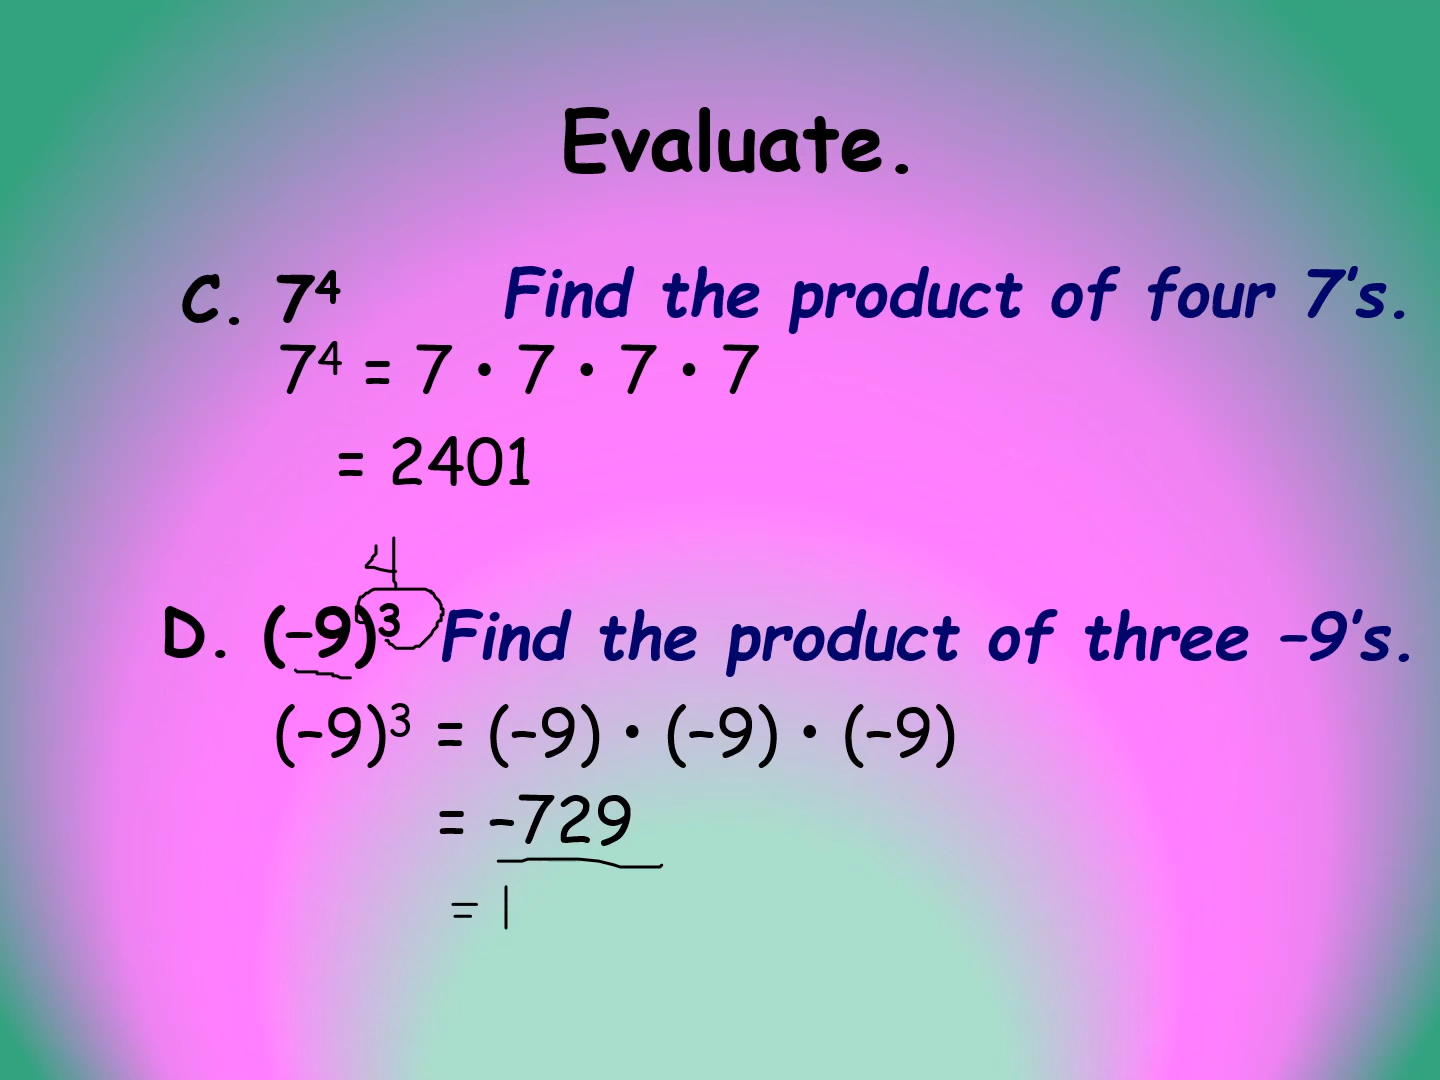 Evaluate.
C. 7⁴ Find the product of four 7’s.
7⁴ = 7 • 7 • 7 • 7
= 2401
4
D. (–9)³ Find the product of three –9’s.
(–9)³ = (–9) • (–9) • (–9)
= –729
= 1